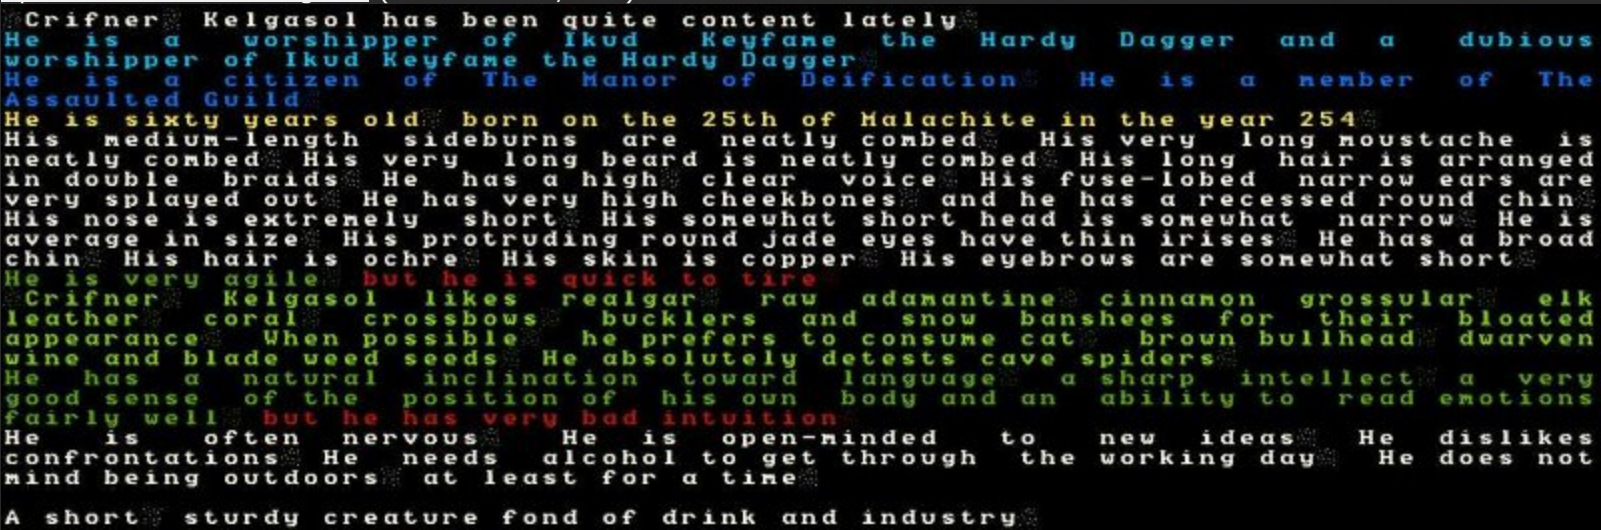 Crifner Kelgasol has been quite content lately
He is a worshipper of Ikud Keyfame the Hardy Dagger and a dubious
worshipper of Ikud Keyfame the Hardy Dagger
He is a citizen of The Manor of Deification He is a member of The
Assaulted Guild
He is sixty years old born on the 25th of Malachite in the year 254
His medium-length sideburns are neatly combed His very long moustache is
neatly combed His very long beard is neatly combed His long hair is arranged
in double braids He has a high clear voice His fuse-lobed narrow ears are
very splayed out He has very high cheekbones and he has a recessed round chin
His nose is extremely short His somewhat short head is somewhat narrow He is
average in size His protruding round jade eyes have thin irises He has a broad
chin His hair is ochre His skin is copper His eyebrows are somewhat short
He is very agile but he is quick to tire
Crifner Kelgasol likes realgar raw adamantine cinnamon grossular elk
leather coral crossbows bucklers and snow banshees for their bloated
appearance When possible he prefers to consume cat brown bullhead dwarven
wine and blade weed seeds He absolutely detests cave spiders
He has a natural inclination toward language a sharp intellect a very
good sense of the position of his own body and an ability to read emotions
fairly well but he has very bad intuition
He is often nervous He is open-minded to new ideas He dislikes
confrontations He needs alcohol to get through the working day He does not
mind being outdoors at least for a time
A short sturdy creature fond of drink and industry